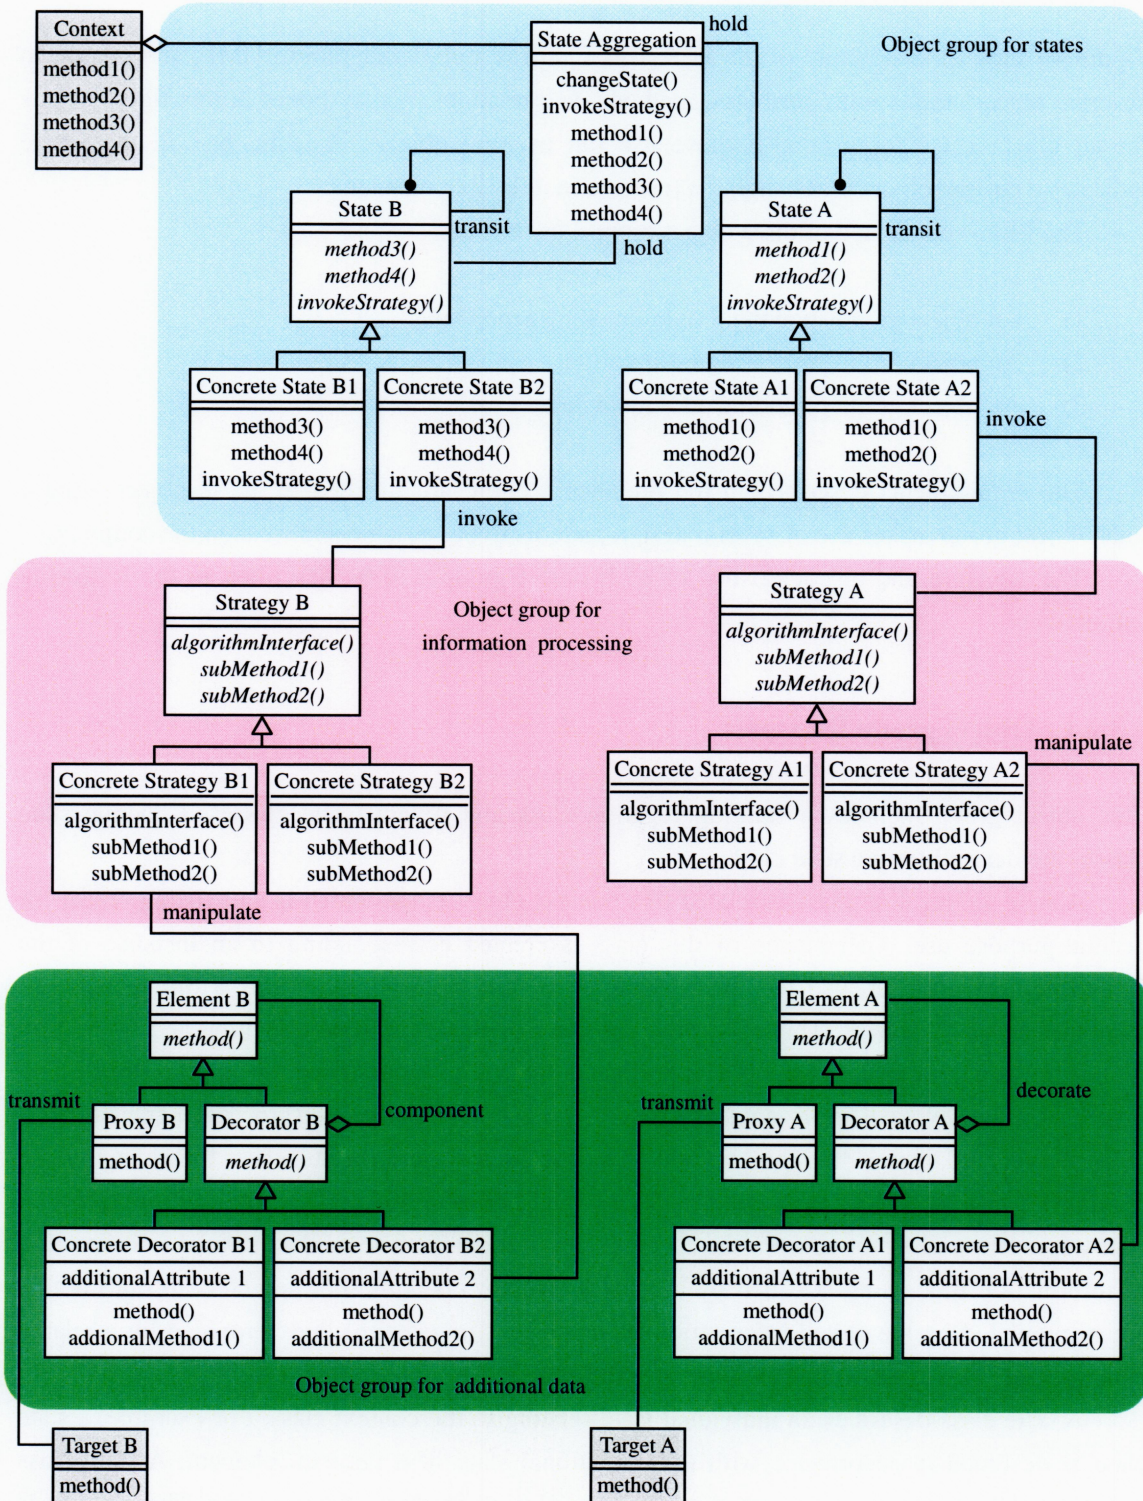 Context
method1()
method2()
method3()
method4()
State Aggregation
changeState()
invokeStrategy()
method1()
method2()
method3()
method4()
hold
Object group for states
State B
method3()
method4()
invokeStrategy()
transit
hold
State A
method1()
method2()
invokeStrategy()
transit
Concrete State B1
method3()
method4()
invokeStrategy()
Concrete State B2
method3()
method4()
invokeStrategy()
Concrete State A1
method1()
method2()
invokeStrategy()
Concrete State A2
method1()
method2()
invokeStrategy()
invoke
invoke
Strategy B
algorithmInterface()
subMethod1()
subMethod2()
Object group for
information processing
Strategy A
algorithmInterface()
subMethod1()
subMethod2()
Concrete Strategy B1
algorithmInterface()
subMethod1()
subMethod2()
Concrete Strategy B2
algorithmInterface()
subMethod1()
subMethod2()
Concrete Strategy A1
algorithmInterface()
subMethod1()
subMethod2()
Concrete Strategy A2
algorithmInterface()
subMethod1()
subMethod2()
manipulate
manipulate
Element B
method()
Element A
method()
transmit
Proxy B
method()
Decorator B
method()
component
transmit
Proxy A
method()
Decorator A
method()
decorate
Concrete Decorator B1
additionalAttribute 1
method()
addionalMethod1()
Concrete Decorator B2
additionalAttribute 2
method()
additionalMethod2()
Concrete Decorator A1
additionalAttribute 1
method()
addionalMethod1()
Concrete Decorator A2
additionalAttribute 2
method()
additionalMethod2()
Object group for additional data
Target B
method()
Target A
method()